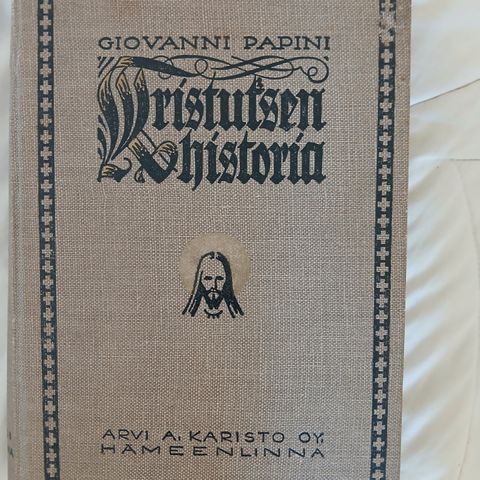 GIOVANNI PAPINI
Kristuksen
historia
ARVI A. KARISTO OY.
HÄMEENLINNA